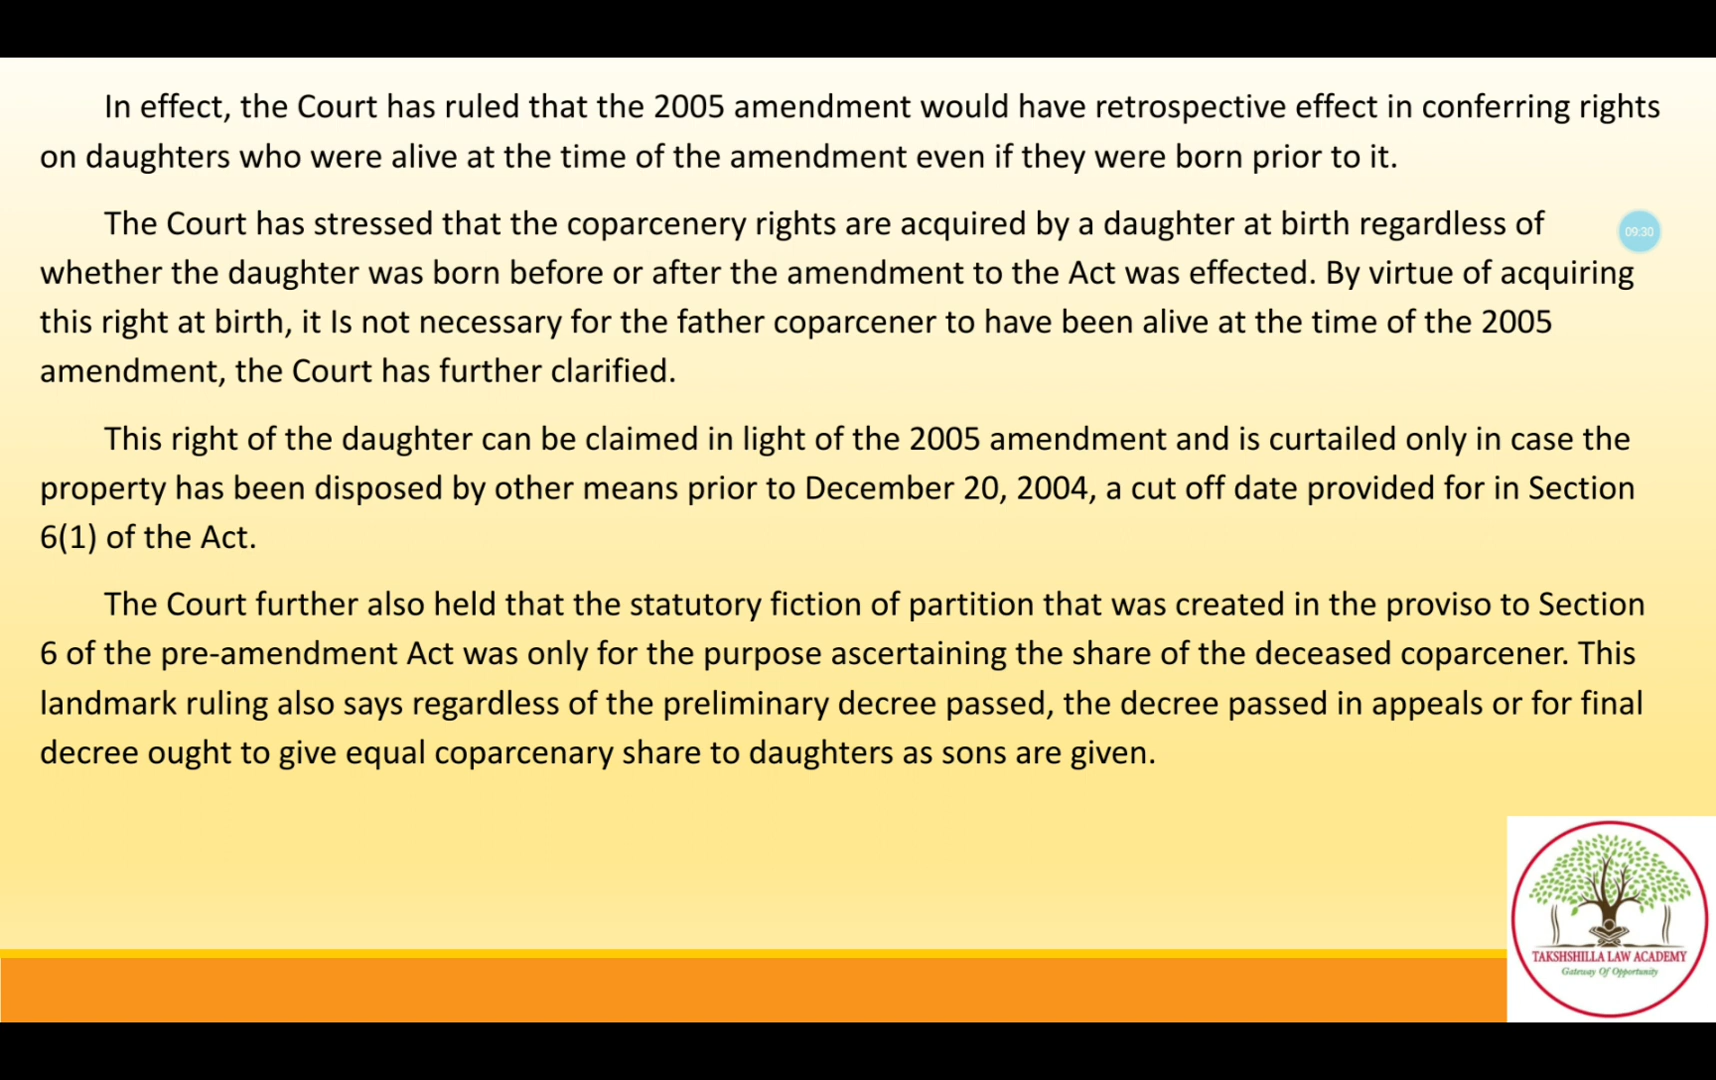 In effect, the Court has ruled that the 2005 amendment would have retrospective effect in conferring rights
on daughters who were alive at the time of the amendment even if they were born prior to it.
The Court has stressed that the coparcenery rights are acquired by a daughter at birth regardless of
09:30
whether the daughter was born before or after the amendment to the Act was effected. By virtue of acquiring
this right at birth, it Is not necessary for the father coparcener to have been alive at the time of the 2005
amendment, the Court has further clarified.
This right of the daughter can be claimed in light of the 2005 amendment and is curtailed only in case the
property has been disposed by other means prior to December 20, 2004, a cut off date provided for in Section
6(1) of the Act.
The Court further also held that the statutory fiction of partition that was created in the proviso to Section
6 of the pre-amendment Act was only for the purpose ascertaining the share of the deceased coparcener. This
landmark ruling also says regardless of the preliminary decree passed, the decree passed in appeals or for final
decree ought to give equal coparcenary share to daughters as sons are given.
TAKSHSHILLA LAW ACADEMY
Gateway Of Opportunity